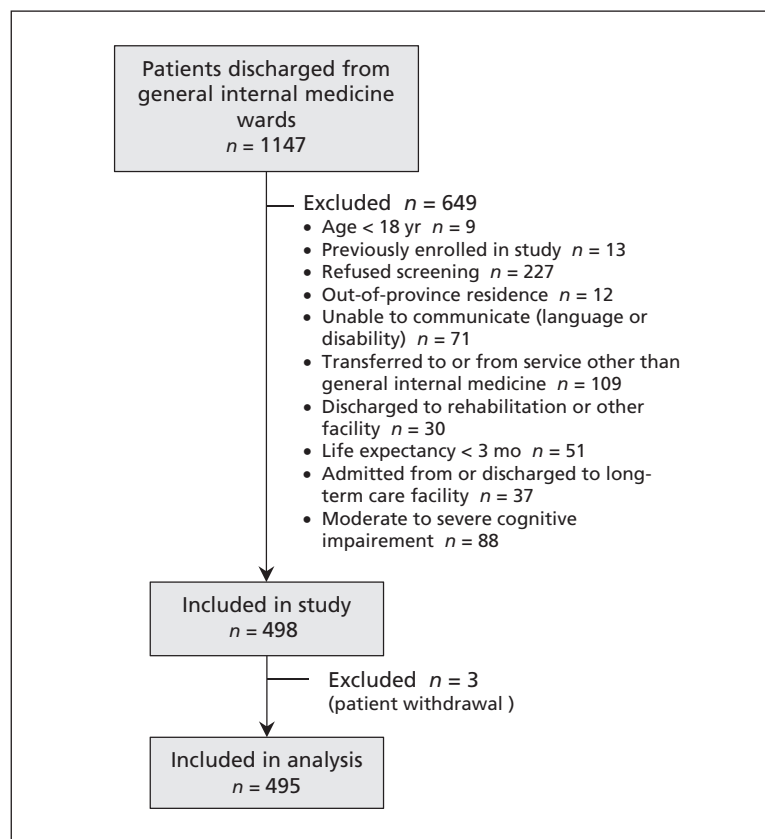 Patients discharged from
general internal medicine
wards
n = 1147
Excluded n = 649
• Age < 18 yr n = 9
• Previously enrolled in study n = 13
• Refused screening n = 227
• Out-of-province residence n = 12
• Unable to communicate (language or
disability) n = 71
• Transferred to or from service other than
general internal medicine n = 109
• Discharged to rehabilitation or other
facility n = 30
• Life expectancy < 3 mo n = 51
• Admitted from or discharged to long-
term care facility n = 37
• Moderate to severe cognitive
impairement n = 88
Included in study
n = 498
Excluded n = 3
(patient withdrawal )
Included in analysis
n = 495